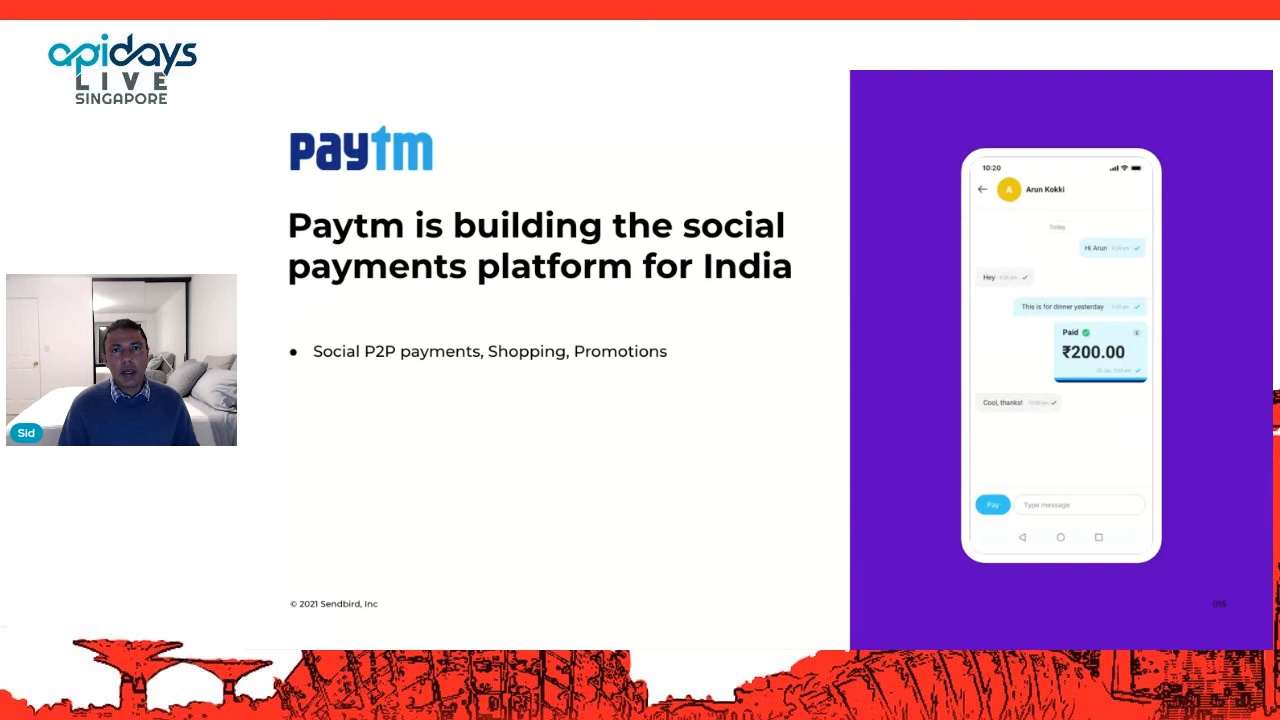 apidays
LIVE
SINGAPORE
paytm
Paytm is building the social
payments platform for India
● Social P2P payments, Shopping, Promotions
© 2021 Sendbird, Inc
Sid
10:20
A Arun Kokki
Today
Hi Arun
Hey
This is for dinner yesterday
Paid
₹200.00
Cool, thanks!
Pay Type message
015